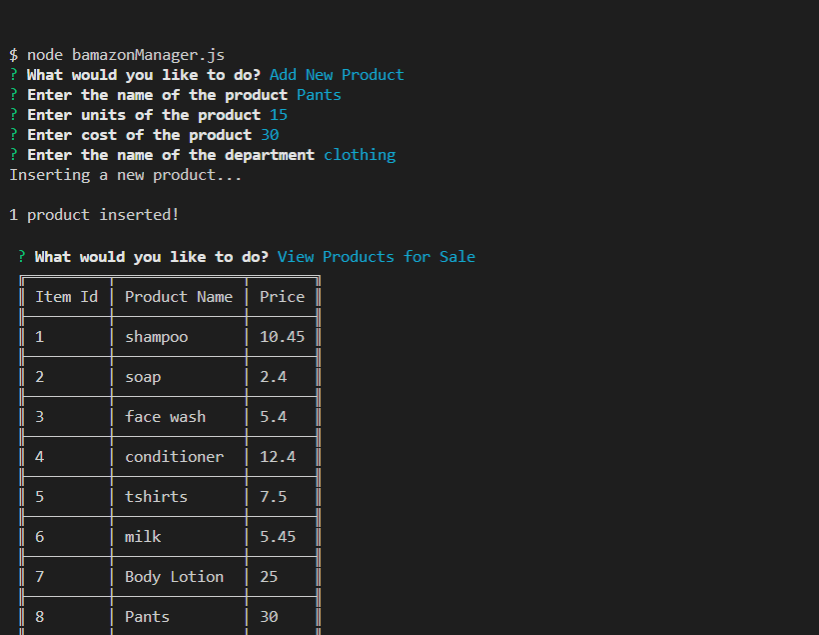 $ node bamazonManager.js
? What would you like to do? Add New Product
? Enter the name of the product Pants
? Enter units of the product 15
? Enter cost of the product 30
? Enter the name of the department clothing
Inserting a new product...
1 product inserted!
? What would you like to do? View Products for Sale
Item Id Product Name Price
1 shampoo 10.45
2 soap 2.4
3 face wash 5.4
4 conditioner 12.4
5 tshirts 7.5
6 milk 5.45
7 Body Lotion 25
8 Pants 30